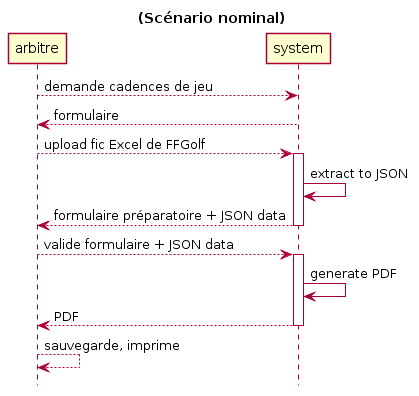 (Scénario nominal)
arbitre
system
demande cadences de jeu
formulaire
upload fic Excel de FFGolf
extract to JSON
formulaire préparatoire + JSON data
valide formulaire + JSON data
generate PDF
PDF
sauvegarde, imprime